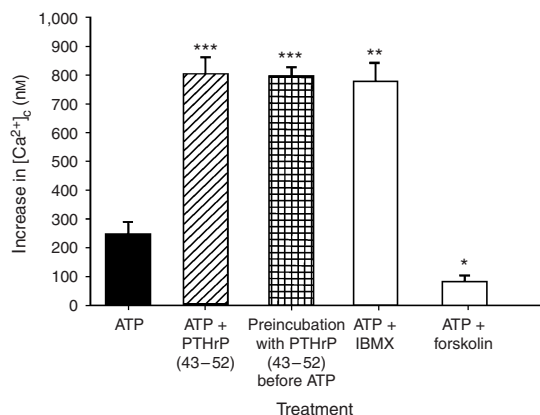 Increase in [Ca²⁺]c (nM)
1,000
900
800
700
600
500
400
300
200
100
0
***
***
**
*
ATP
ATP +
PTHrP
(43–52)
Preincubation
with PTHrP
(43–52)
before ATP
ATP +
IBMX
ATP +
forskolin
Treatment